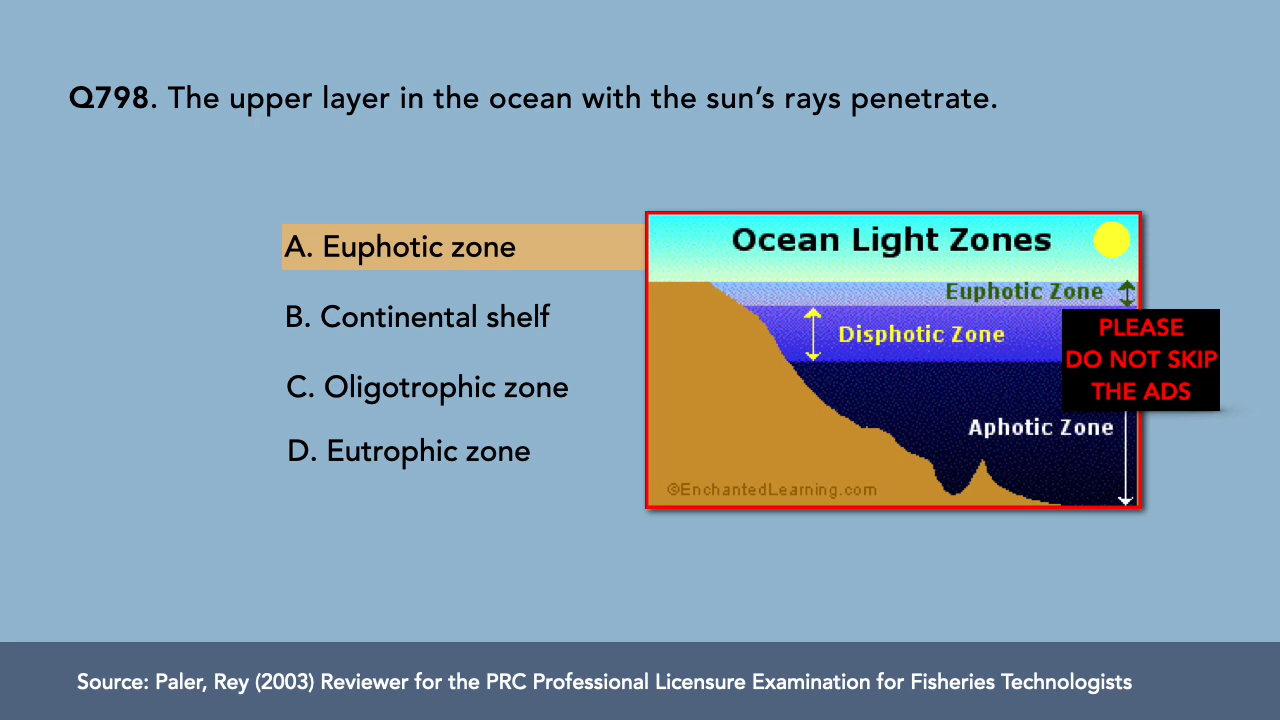 Q798. The upper layer in the ocean with the sun’s rays penetrate.
A. Euphotic zone
B. Continental shelf
C. Oligotrophic zone
D. Eutrophic zone
Ocean Light Zones
Euphotic Zone
Disphotic Zone
PLEASE
DO NOT SKIP
THE ADS
Aphotic Zone
©EnchantedLearning.com
Source: Paler, Rey (2003) Reviewer for the PRC Professional Licensure Examination for Fisheries Technologists